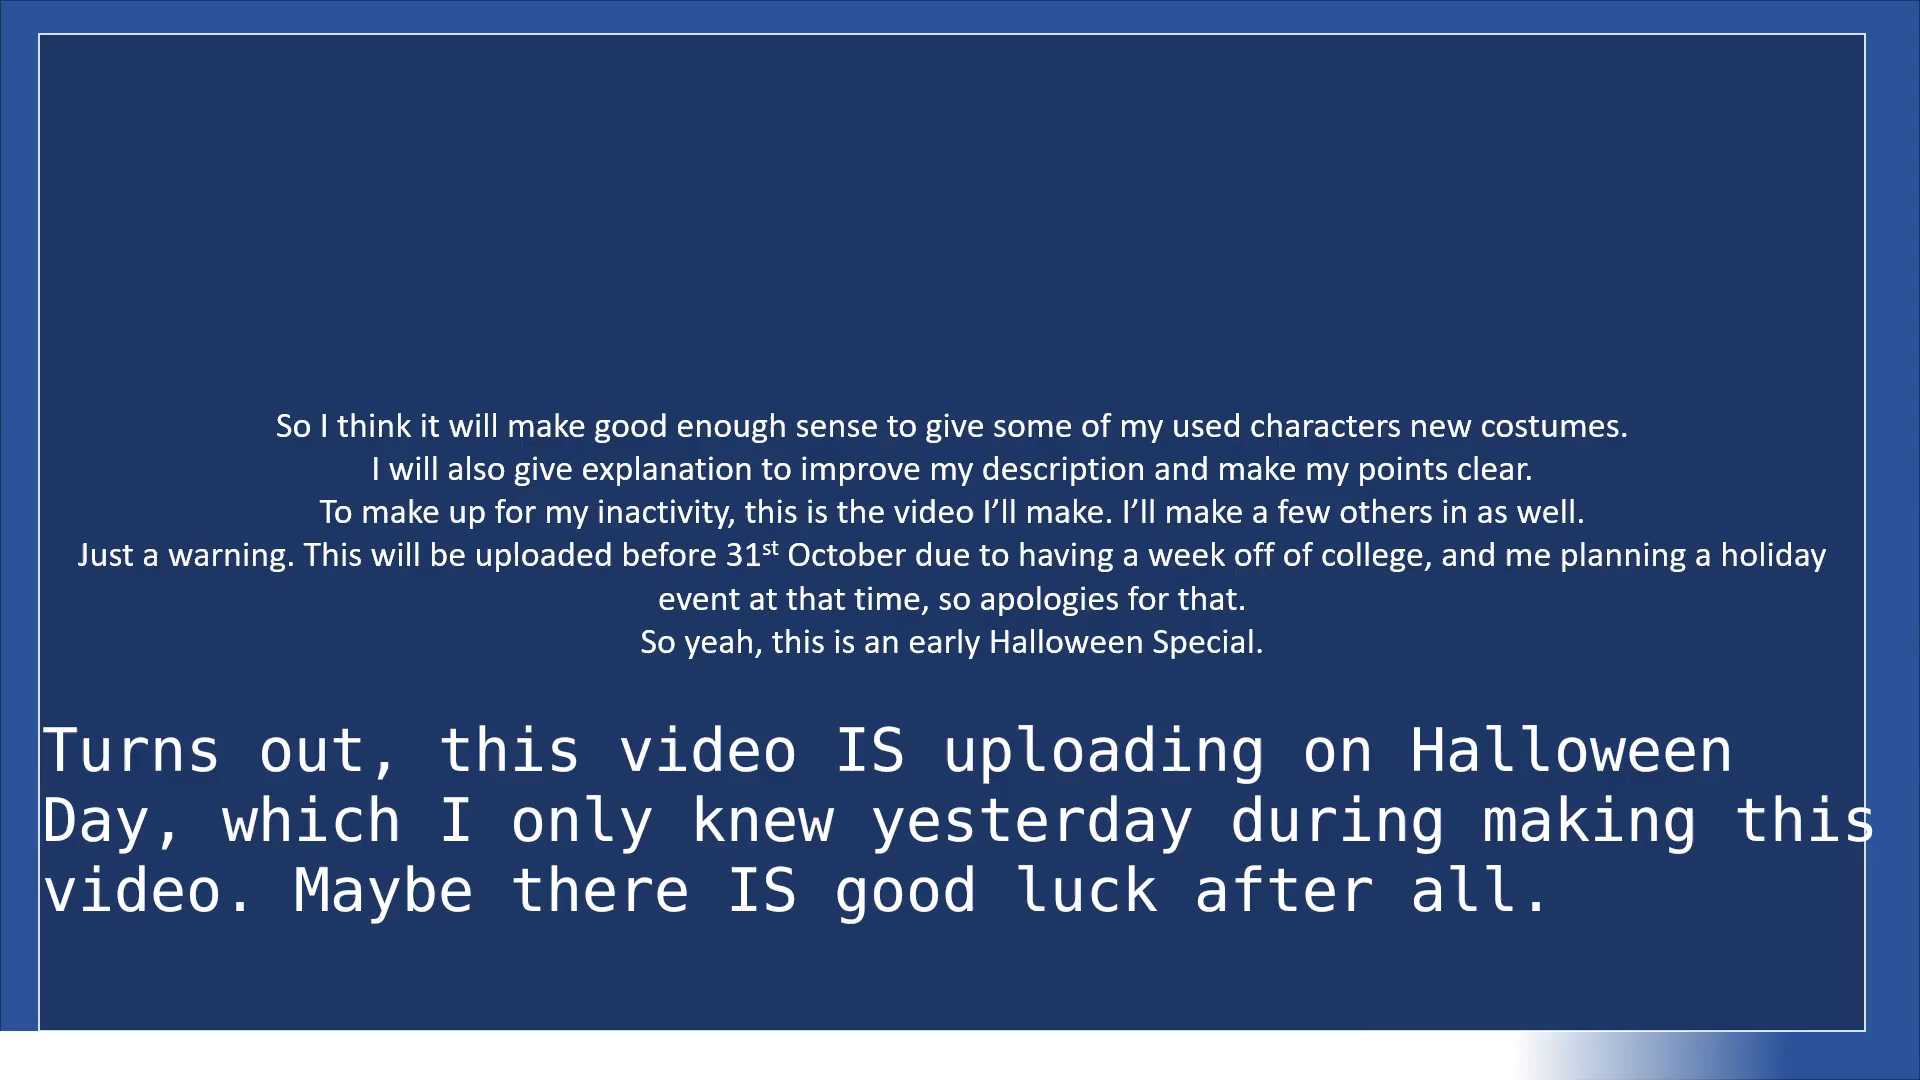 So I think it will make good enough sense to give some of my used characters new costumes.
I will also give explanation to improve my description and make my points clear.
To make up for my inactivity, this is the video I’ll make. I’ll make a few others in as well.
Just a warning. This will be uploaded before 31st October due to having a week off of college, and me planning a holiday
event at that time, so apologies for that.
So yeah, this is an early Halloween Special.
Turns out, this video IS uploading on Halloween
Day, which I only knew yesterday during making this
video. Maybe there IS good luck after all.